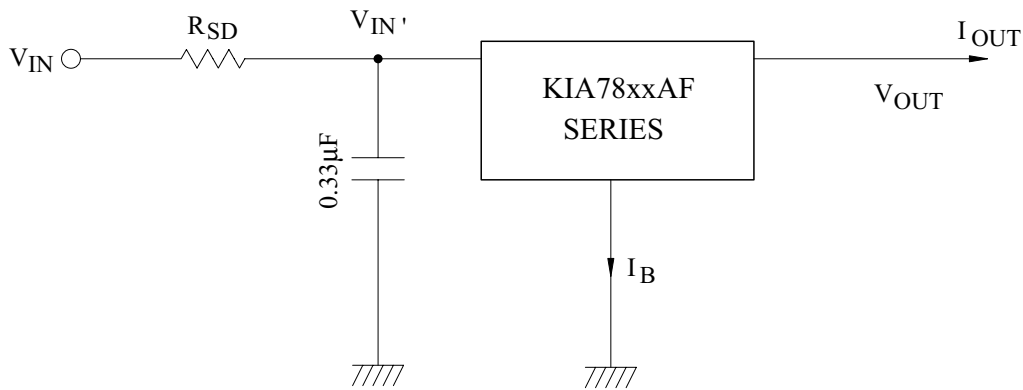 V_IN
R_SD
V_IN'
0.33μF
KIA78xxAF
SERIES
I_B
I_OUT
V_OUT